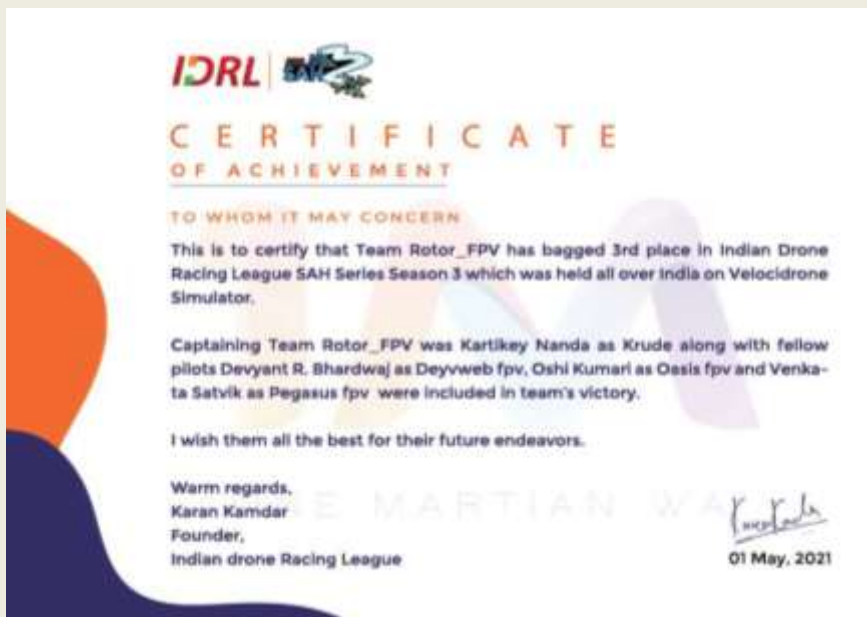 IDRL
CERTIFICATE
OF ACHIEVEMENT
TO WHOM IT MAY CONCERN
This is to certify that Team Rotor_FPV has bagged 3rd place in Indian Drone
Racing League SAH Series Season 3 which was held all over India on Velocidrone
Simulator.
Captaining Team Rotor_FPV was Kartikey Nanda as Krude along with fellow
pilots Devyant R. Bhardwaj as Deyvweb fpv, Oshi Kumari as Oasis fpv and Venka-
ta Satvik as Pegasus fpv were included in team's victory.
I wish them all the best for their future endeavors.
Warm regards,
Karan Kamdar
Founder,
Indian drone Racing League
01 May, 2021
MARTIAN